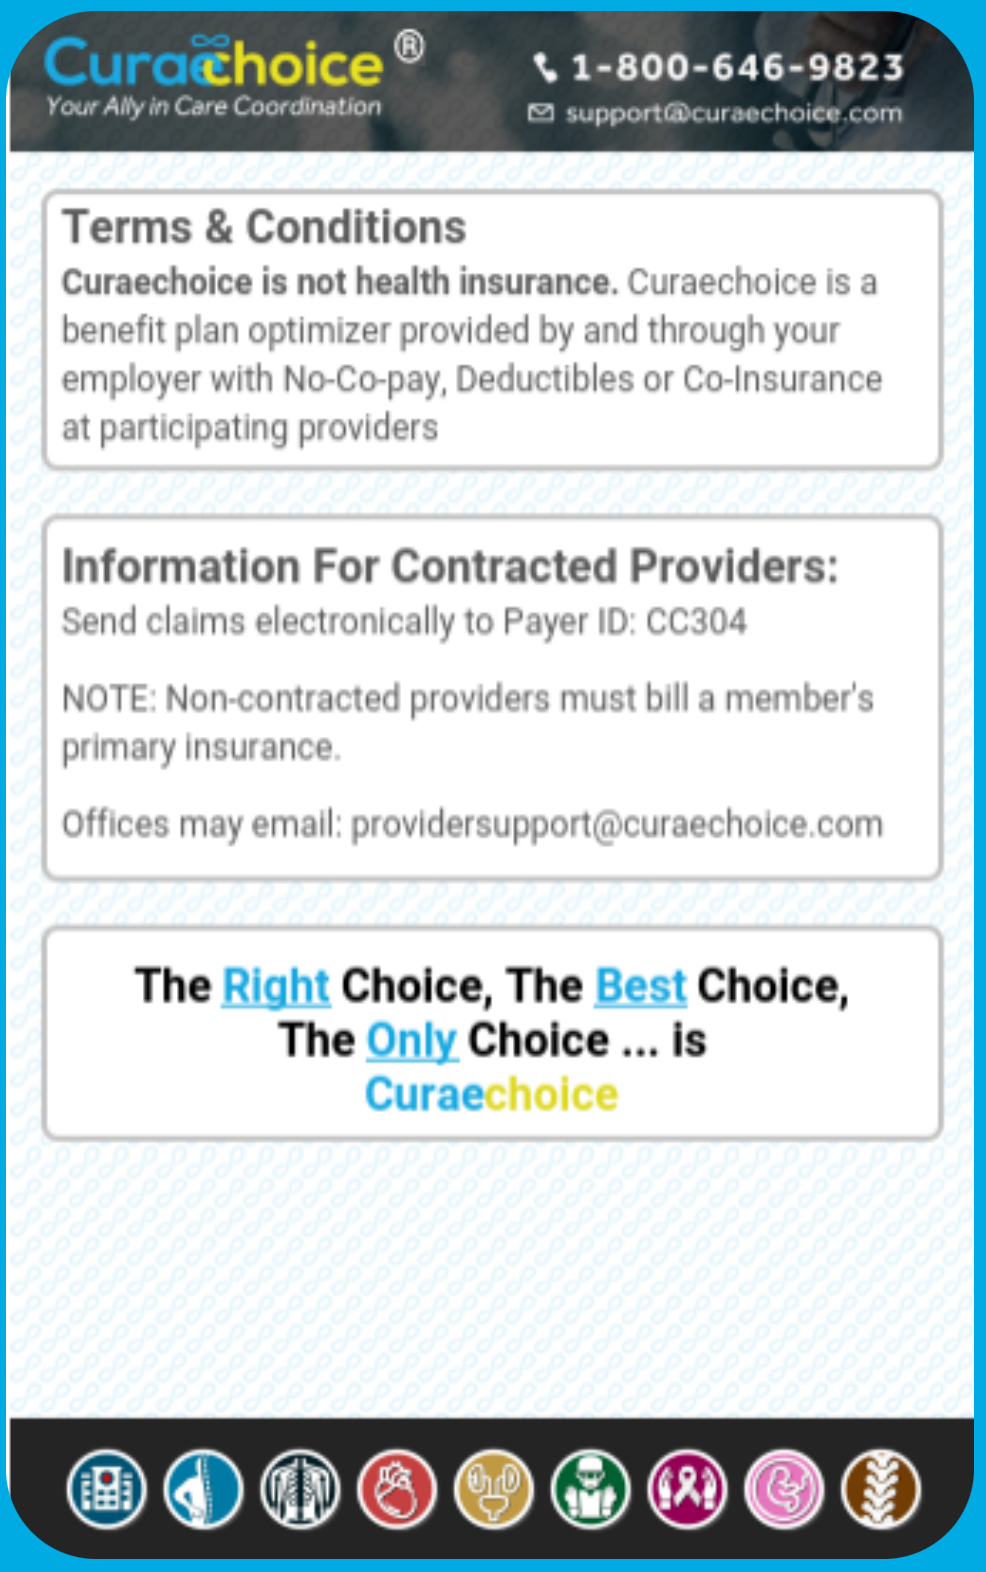 Curaechoice ®
Your Ally in Care Coordination
1-800-646-9823
support@curaechoice.com
Terms & Conditions
Curaechoice is not health insurance. Curaechoice is a
benefit plan optimizer provided by and through your
employer with No-Co-pay, Deductibles or Co-Insurance
at participating providers
Information For Contracted Providers:
Send claims electronically to Payer ID: CC304
NOTE: Non-contracted providers must bill a member's
primary insurance.
Offices may email: providersupport@curaechoice.com
The Right Choice, The Best Choice,
The Only Choice ... is
Curaechoice